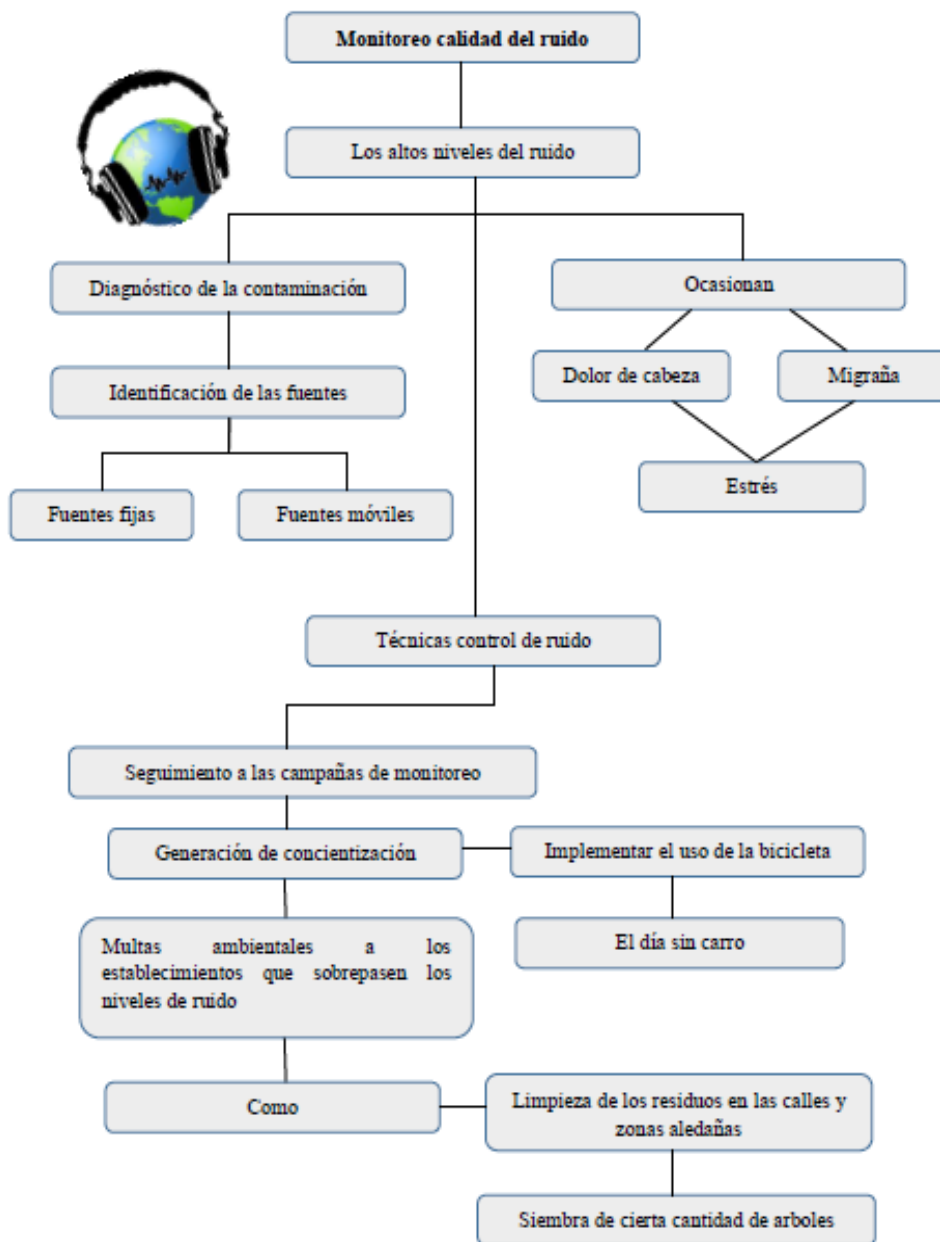 Monitoreo calidad del ruido
Los altos niveles del ruido
Diagnóstico de la contaminación
Ocasionan
Identificación de las fuentes
Dolor de cabeza
Migraña
Fuentes fijas
Fuentes móviles
Estrés
Técnicas control de ruido
Seguimiento a las campañas de monitoreo
Generación de concientización
Implementar el uso de la bicicleta
Multas ambientales a los
establecimientos que sobrepasen los
niveles de ruido
El día sin carro
Como
Limpieza de los residuos en las calles y
zonas aledañas
Siembra de cierta cantidad de arboles